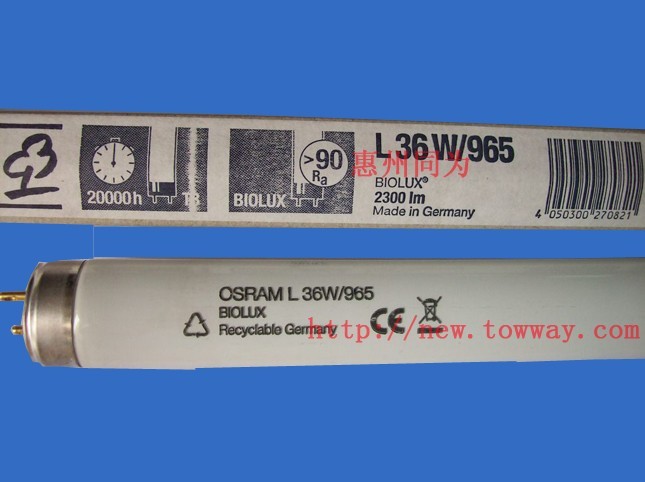 G3
20000h
T8
BIOLUX
>90
Ra
L 36 W/965
惠州同为
BIOLUX®
2300 lm
Made in Germany
4 050300 270821
OSRAM L 36W/965
BIOLUX
Recyclable Germany
CE
http://new.towway.com/